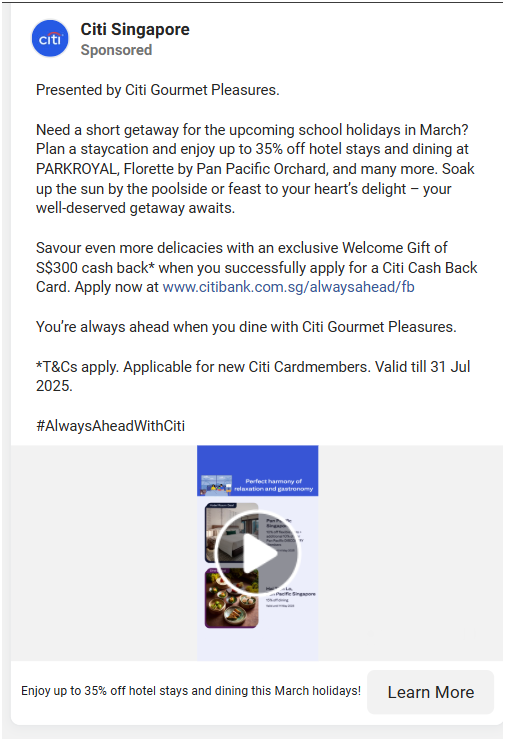 citi
Citi Singapore
Sponsored
Presented by Citi Gourmet Pleasures.
Need a short getaway for the upcoming school holidays in March?
Plan a staycation and enjoy up to 35% off hotel stays and dining at
PARKROYAL, Florette by Pan Pacific Orchard, and many more. Soak
up the sun by the poolside or feast to your heart’s delight – your
well-deserved getaway awaits.
Savour even more delicacies with an exclusive Welcome Gift of
S$300 cash back* when you successfully apply for a Citi Cash Back
Card. Apply now at www.citibank.com.sg/alwaysahead/fb
You’re always ahead when you dine with Citi Gourmet Pleasures.
*T&Cs apply. Applicable for new Citi Cardmembers. Valid till 31 Jul
2025.
#AlwaysAheadWithCiti
Perfect harmony of
relaxation and gastronomy
Pan Pacific
Singapore
Pacific Singapore
Enjoy up to 35% off hotel stays and dining this March holidays!
Learn More